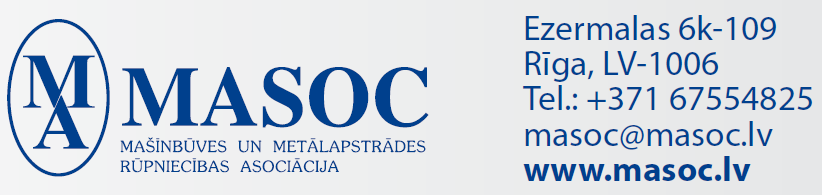 MA
MASOC
MAŠĪNBŪVES UN METĀLAPSTRĀDES
RŪPNIECĪBAS ASOCIĀCIJA
Ezermalas 6k-109
Rīga, LV-1006
Tel.: +371 67554825
masoc@masoc.lv
www.masoc.lv